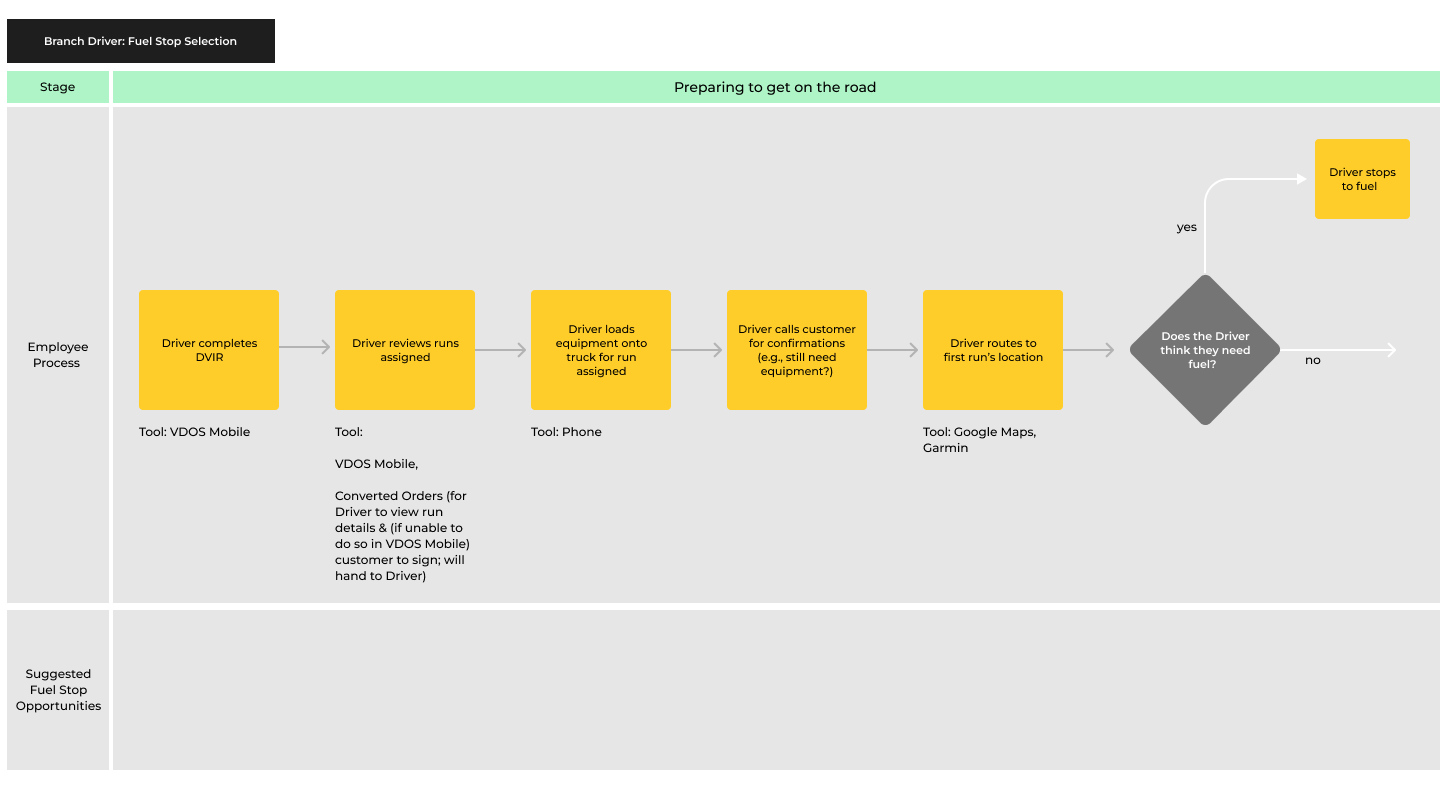 Branch Driver: Fuel Stop Selection
Stage
Preparing to get on the road
Employee
Process
Driver completes
DVIR
Tool: VDOS Mobile
Driver reviews runs
assigned
Tool:
VDOS Mobile,
Converted Orders (for
Driver to view run
details & (if unable to
do so in VDOS Mobile)
customer to sign; will
hand to Driver)
Driver loads
equipment onto
truck for run
assigned
Tool: Phone
Driver calls customer
for confirmations
(e.g., still need
equipment?)
Driver routes to
first run’s location
Tool: Google Maps,
Garmin
Does the Driver
think they need
fuel?
yes
Driver stops
to fuel
no
Suggested
Fuel Stop
Opportunities